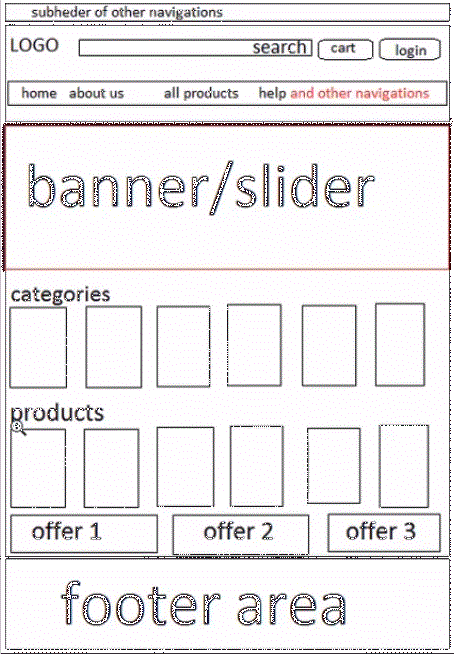 subheder of other navigations
LOGO search cart login
home about us all products help and other navigations
banner/slider
categories
products
offer 1 offer 2 offer 3
footer area